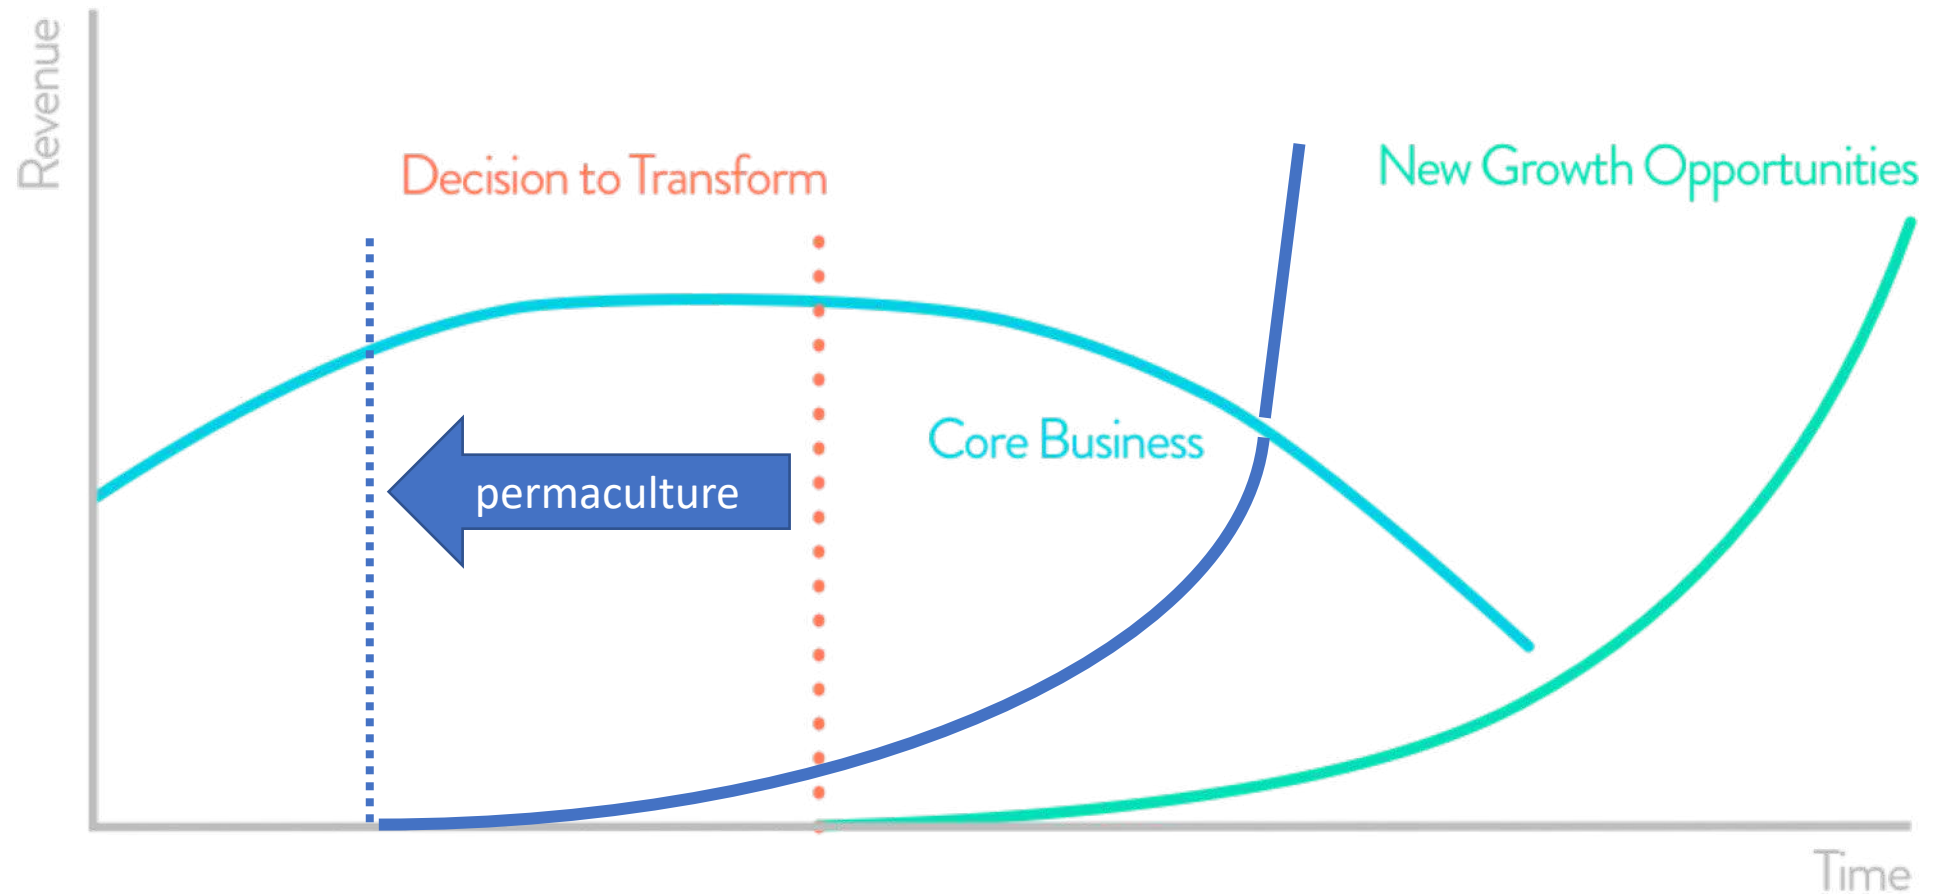 Revenue
Decision to Transform
New Growth Opportunities
Core Business
permaculture
Time